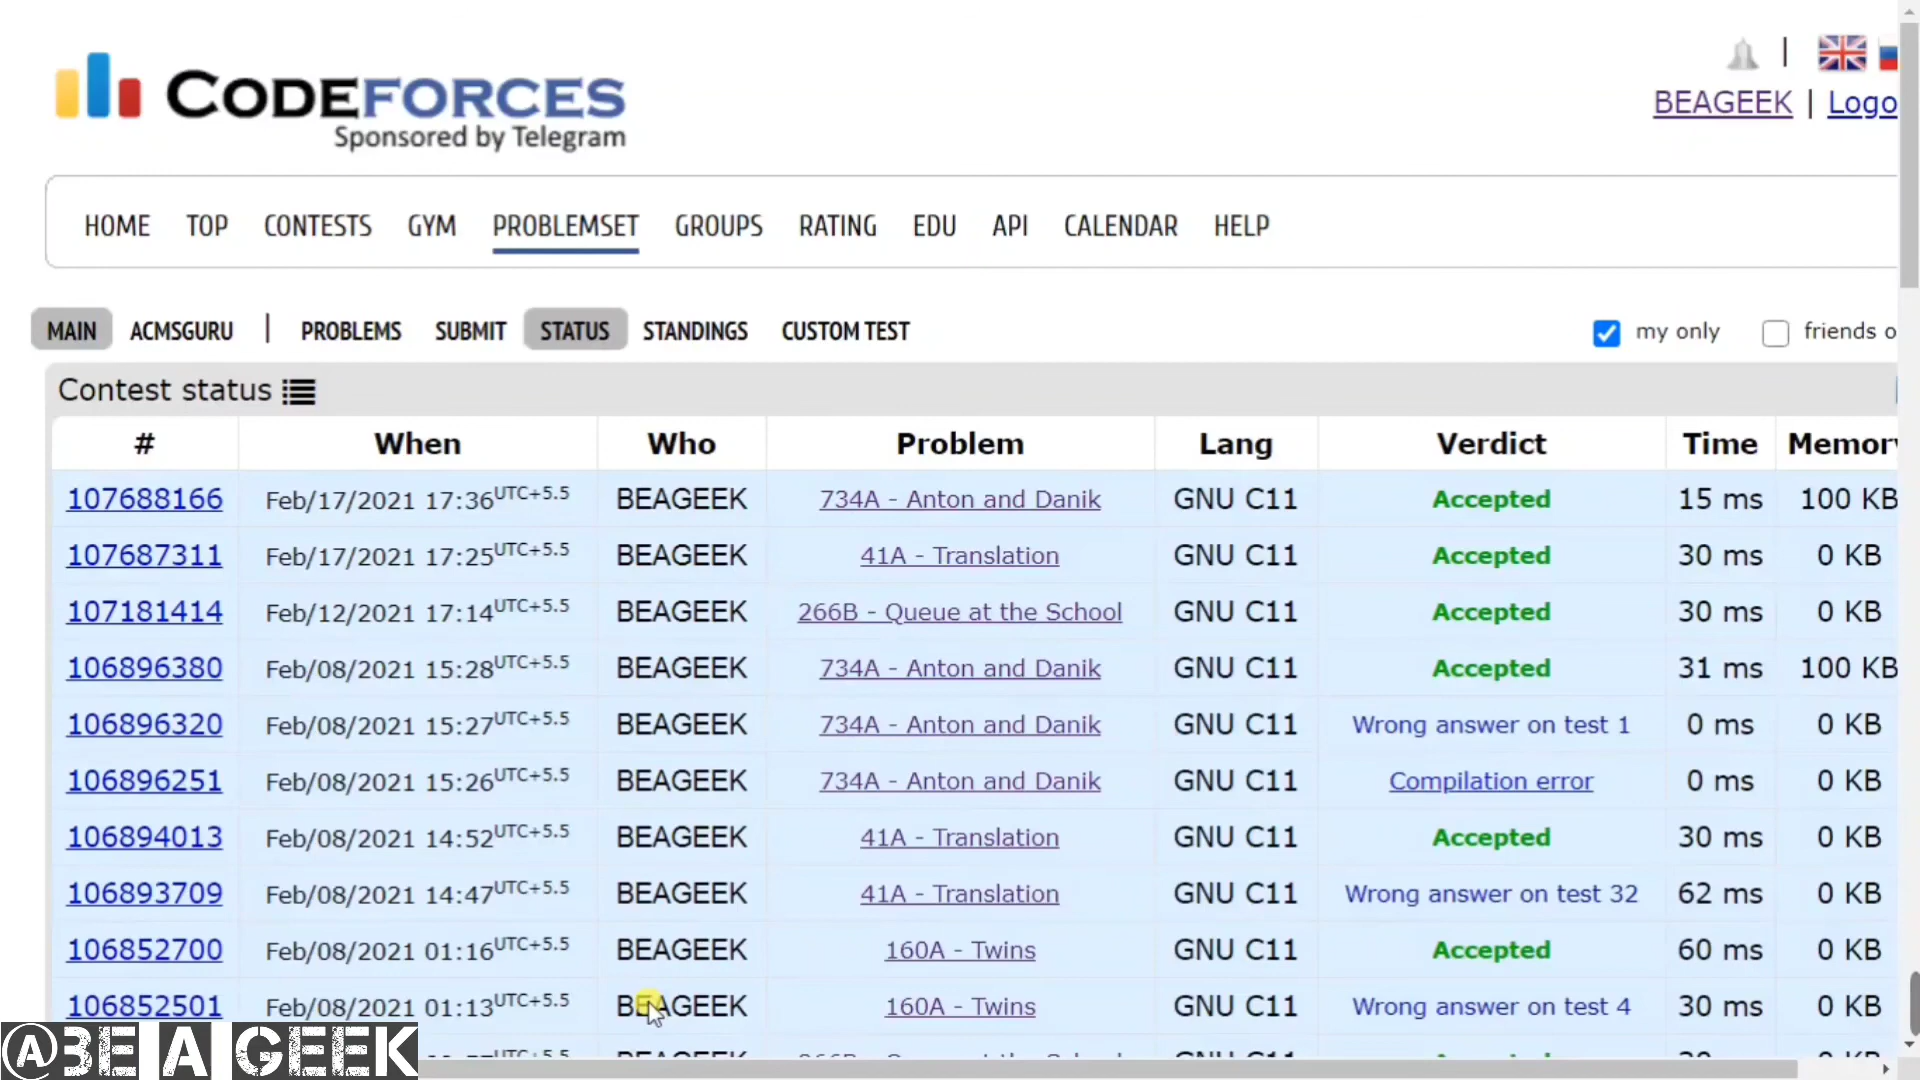 CODEFORCES
Sponsored by Telegram
BEAGEEK | Logo
HOME TOP CONTESTS GYM PROBLEMSET GROUPS RATING EDU API CALENDAR HELP
MAIN ACMSGURU | PROBLEMS SUBMIT STATUS STANDINGS CUSTOM TEST my only friends o
Contest status
# When Who Problem Lang Verdict Time Memory
107688166 Feb/17/2021 17:36UTC+5.5 BEAGEEK 734A - Anton and Danik GNU C11 Accepted 15 ms 100 KB
107687311 Feb/17/2021 17:25UTC+5.5 BEAGEEK 41A - Translation GNU C11 Accepted 30 ms 0 KB
107181414 Feb/12/2021 17:14UTC+5.5 BEAGEEK 266B - Queue at the School GNU C11 Accepted 30 ms 0 KB
106896380 Feb/08/2021 15:28UTC+5.5 BEAGEEK 734A - Anton and Danik GNU C11 Accepted 31 ms 100 KB
106896320 Feb/08/2021 15:27UTC+5.5 BEAGEEK 734A - Anton and Danik GNU C11 Wrong answer on test 1 0 ms 0 KB
106896251 Feb/08/2021 15:26UTC+5.5 BEAGEEK 734A - Anton and Danik GNU C11 Compilation error 0 ms 0 KB
106894013 Feb/08/2021 14:52UTC+5.5 BEAGEEK 41A - Translation GNU C11 Accepted 30 ms 0 KB
106893709 Feb/08/2021 14:47UTC+5.5 BEAGEEK 41A - Translation GNU C11 Wrong answer on test 32 62 ms 0 KB
106852700 Feb/08/2021 01:16UTC+5.5 BEAGEEK 160A - Twins GNU C11 Accepted 60 ms 0 KB
106852501 Feb/08/2021 01:13UTC+5.5 BEAGEEK 160A - Twins GNU C11 Wrong answer on test 4 30 ms 0 KB
@BE A GEEK